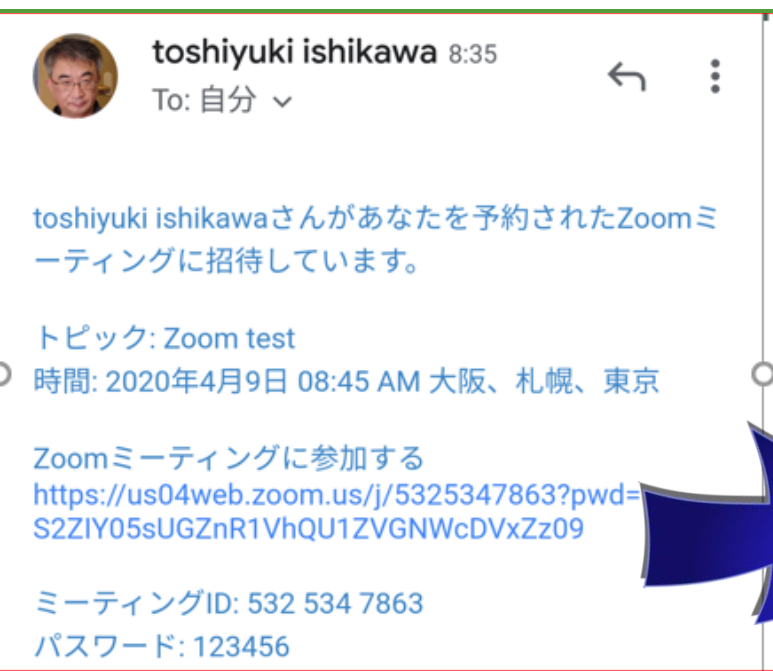 toshiyuki ishikawa 8:35
To: 自分
toshiyuki ishikawaさんがあなたを予約されたZoomミ
ーティングに招待しています。
トピック: Zoom test
時間: 2020年4月9日 08:45 AM 大阪、札幌、東京
Zoomミーティングに参加する
https://us04web.zoom.us/j/5325347863?pwd=
S2ZIY05sUGZnR1VhQU1ZVGNWcDVxZz09
ミーティングID: 532 534 7863
パスワード: 123456